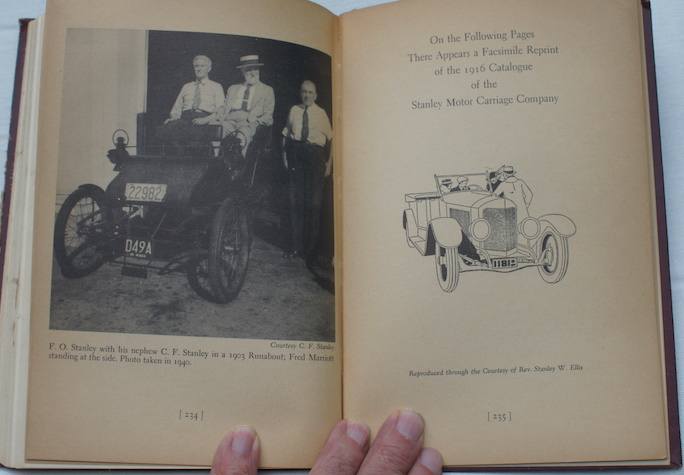 22982
D49A
Courtesy C. F. Stanley
F. O. Stanley with his nephew C. F. Stanley in a 1903 Runabout; Fred Marriott
standing at the side. Photo taken in 1940.
[ 234 ]
On the Following Pages
There Appears a Facsimile Reprint
of the 1916 Catalogue
of the
Stanley Motor Carriage Company
Reproduced through the Courtesy of Rev. Stanley W. Ellis
[ 235 ]